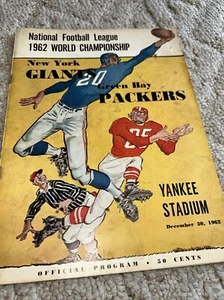 National Football League
1962 WORLD CHAMPIONSHIP
New York
GIANTS
Green Bay
PACKERS
20
85
YANKEE
STADIUM
December 30, 1962
OFFICIAL PROGRAM • 50 CENTS